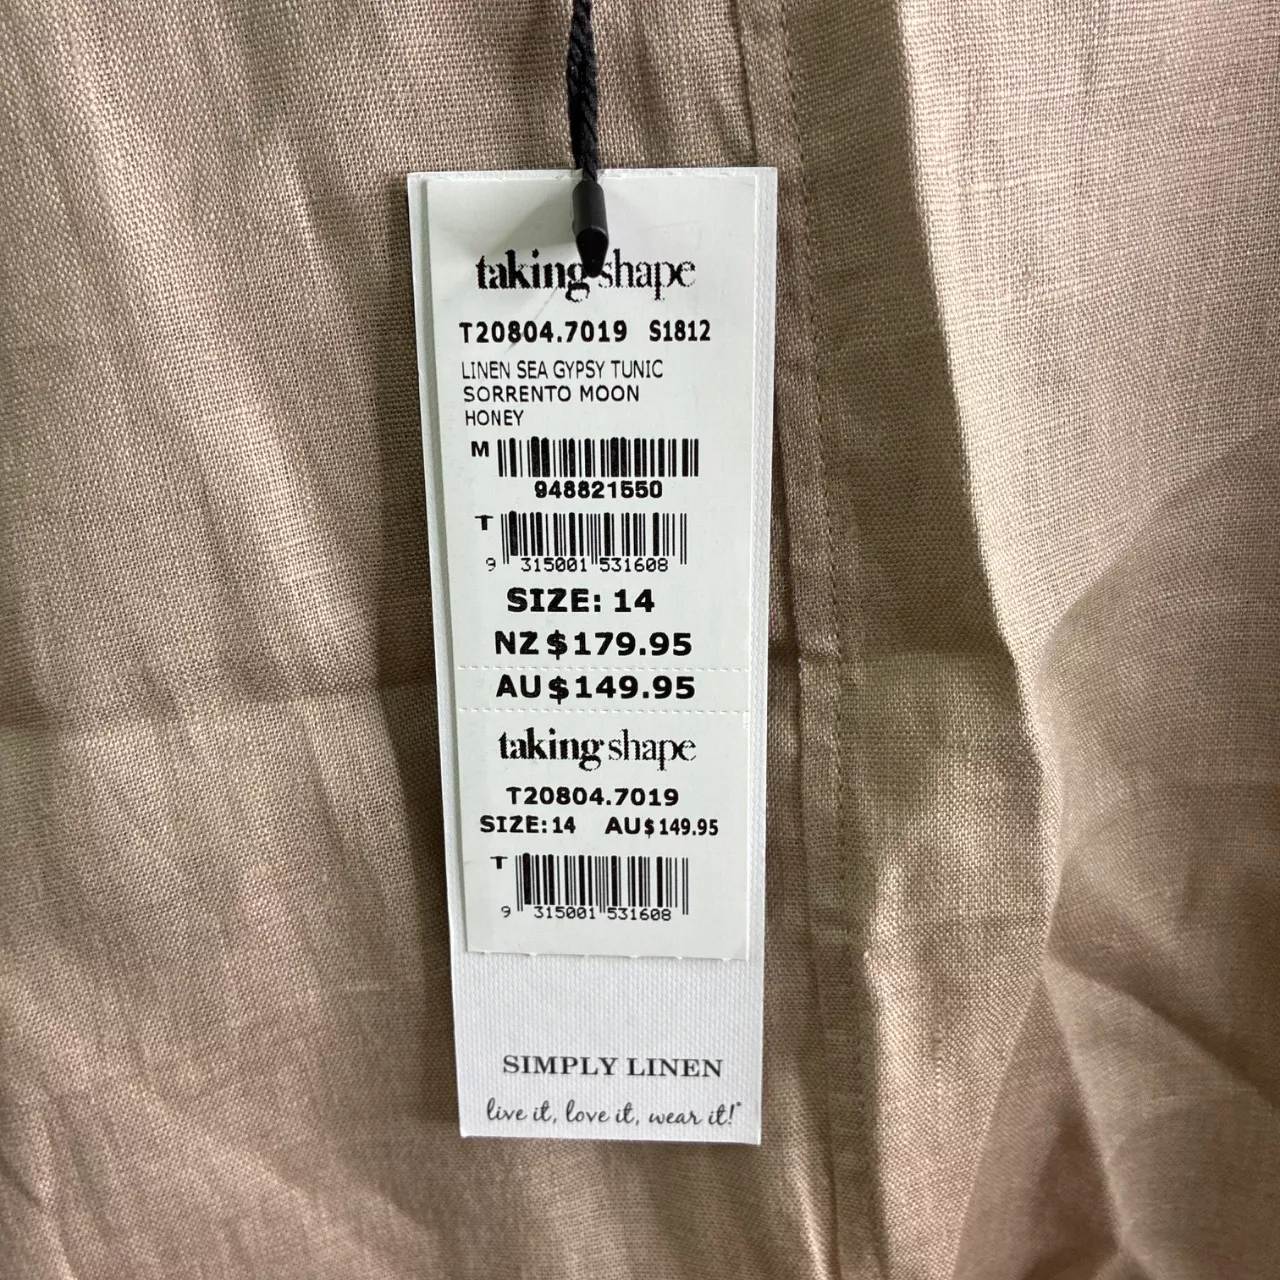 taking shape
T20804.7019 S1812
LINEN SEA GYPSY TUNIC
SORRENTO MOON
HONEY
M
948821550
T
9 315001 531608
SIZE: 14
NZ$179.95
AU$149.95
taking shape
T20804.7019
SIZE:14 AU$149.95
T
9 315001 531608
SIMPLY LINEN
live it, love it, wear it!